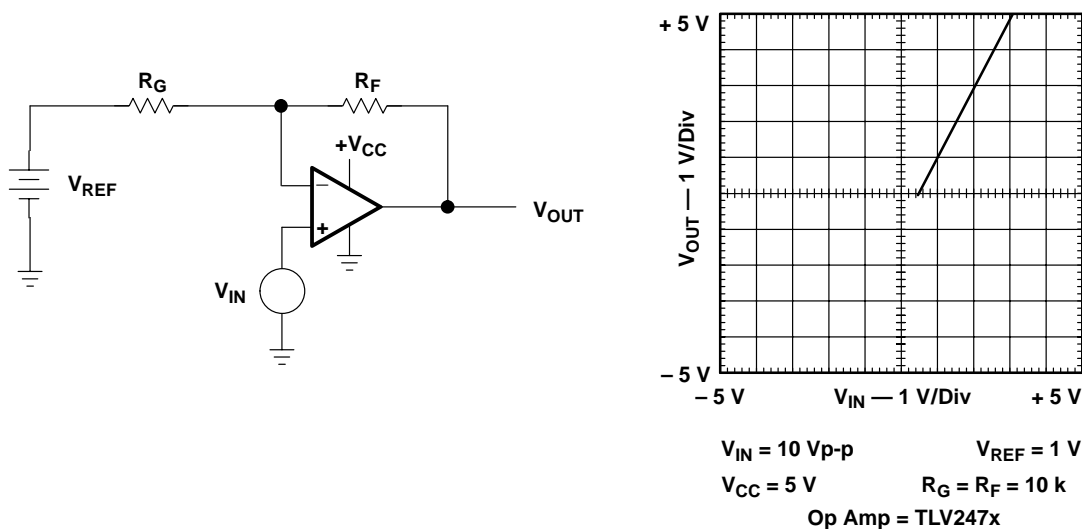 R_G
R_F
+V_CC
–
+
V_REF
V_OUT
V_IN
+ 5 V
V_OUT — 1 V/Div
– 5 V
– 5 V
V_IN — 1 V/Div
+ 5 V
V_IN = 10 Vp-p
V_REF = 1 V
V_CC = 5 V
R_G = R_F = 10 k
Op Amp = TLV247x